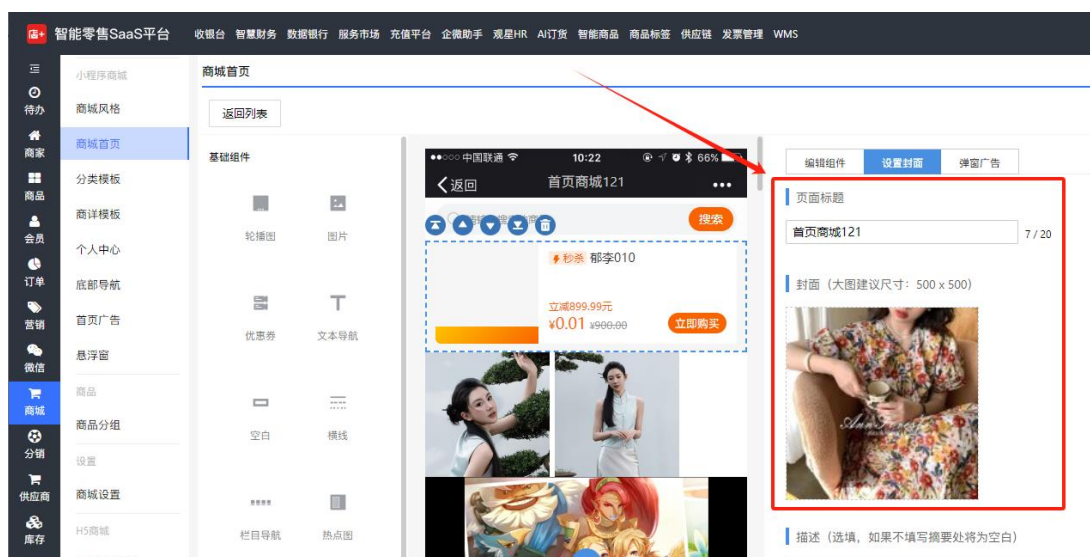 店+ 智能零售SaaS平台 收银台 智慧财务 数据银行 服务市场 充值平台 企微助手 观星HR AI订货 智能商品 商品标签 供应链 发票管理 WMS
待办
商家
商品
会员
订单
营销
微信
商城
分销
供应商
库存
小程序商城
商城风格
商城首页
分类模板
商详模板
个人中心
底部导航
首页广告
悬浮窗
商品
商品分组
设置
商城设置
H5商城
商城首页
返回列表
基础组件
轮播图 图片
优惠券 文本导航
空白 横线
栏目导航 热点图
中国联通 10:22 66%
返回 首页商城121
搜索
秒杀 郁李010
立减899.99元
¥0.01 ¥900.00 立即购买
编辑组件 设置封面 弹窗广告
页面标题
首页商城121 7 / 20
封面（大图建议尺寸：500 x 500）
描述（选填，如果不填写摘要处将为空白）